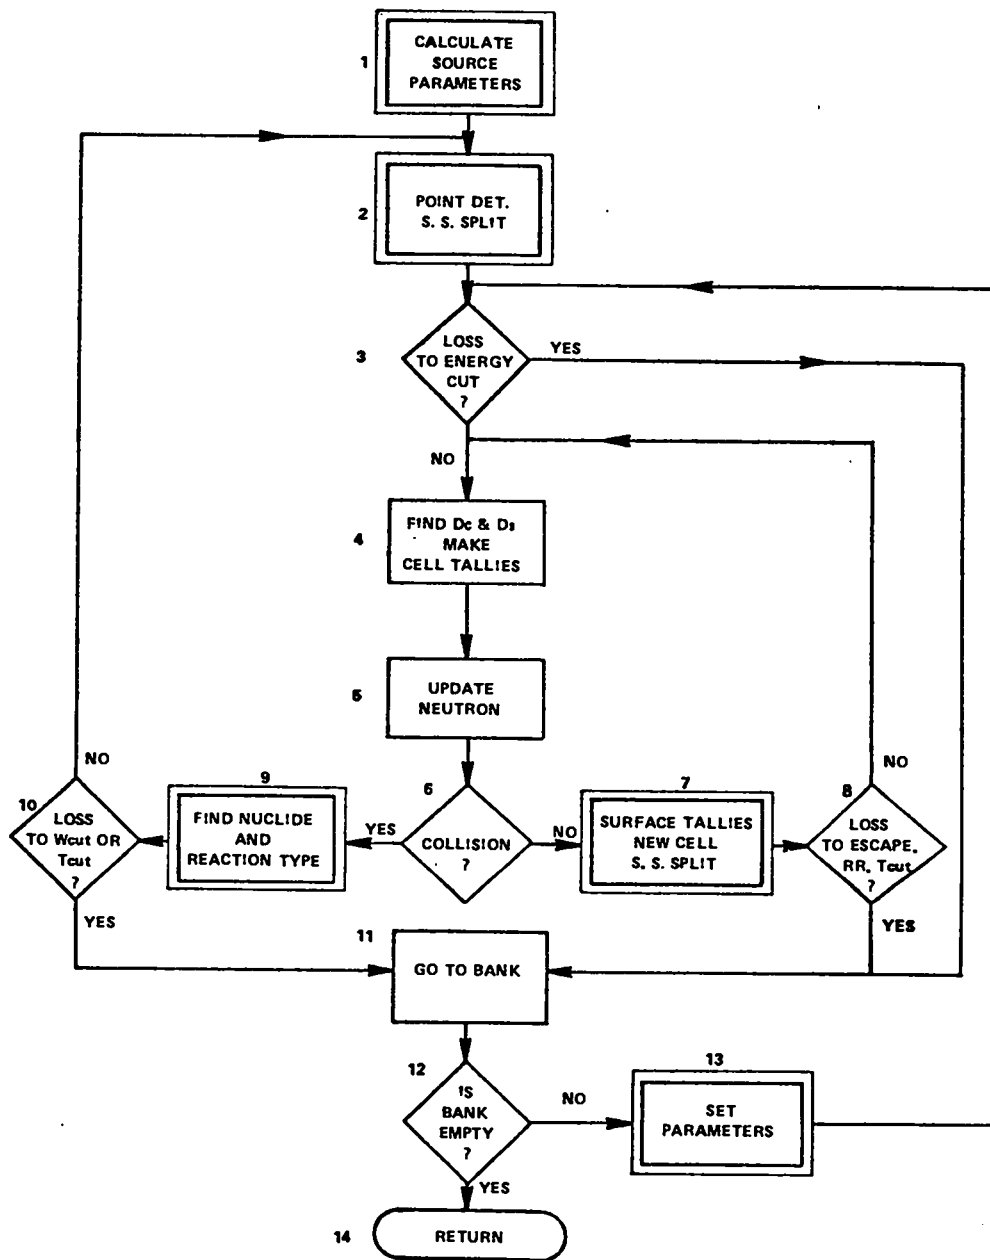 1
CALCULATE
SOURCE
PARAMETERS
2
POINT DET.
S. S. SPLIT
3
LOSS
TO ENERGY
CUT
?
YES
NO
4
FIND Dc & Ds
MAKE
CELL TALLIES
5
UPDATE
NEUTRON
6
COLLISION
?
YES
NO
7
SURFACE TALLIES
NEW CELL
S. S. SPLIT
8
LOSS
TO ESCAPE.
RR. Tcut
?
NO
YES
9
FIND NUCLIDE
AND
REACTION TYPE
10
LOSS
TO Wcut OR
Tcut
?
NO
YES
11
GO TO BANK
12
IS
BANK
EMPTY
?
NO
YES
13
SET
PARAMETERS
14
RETURN